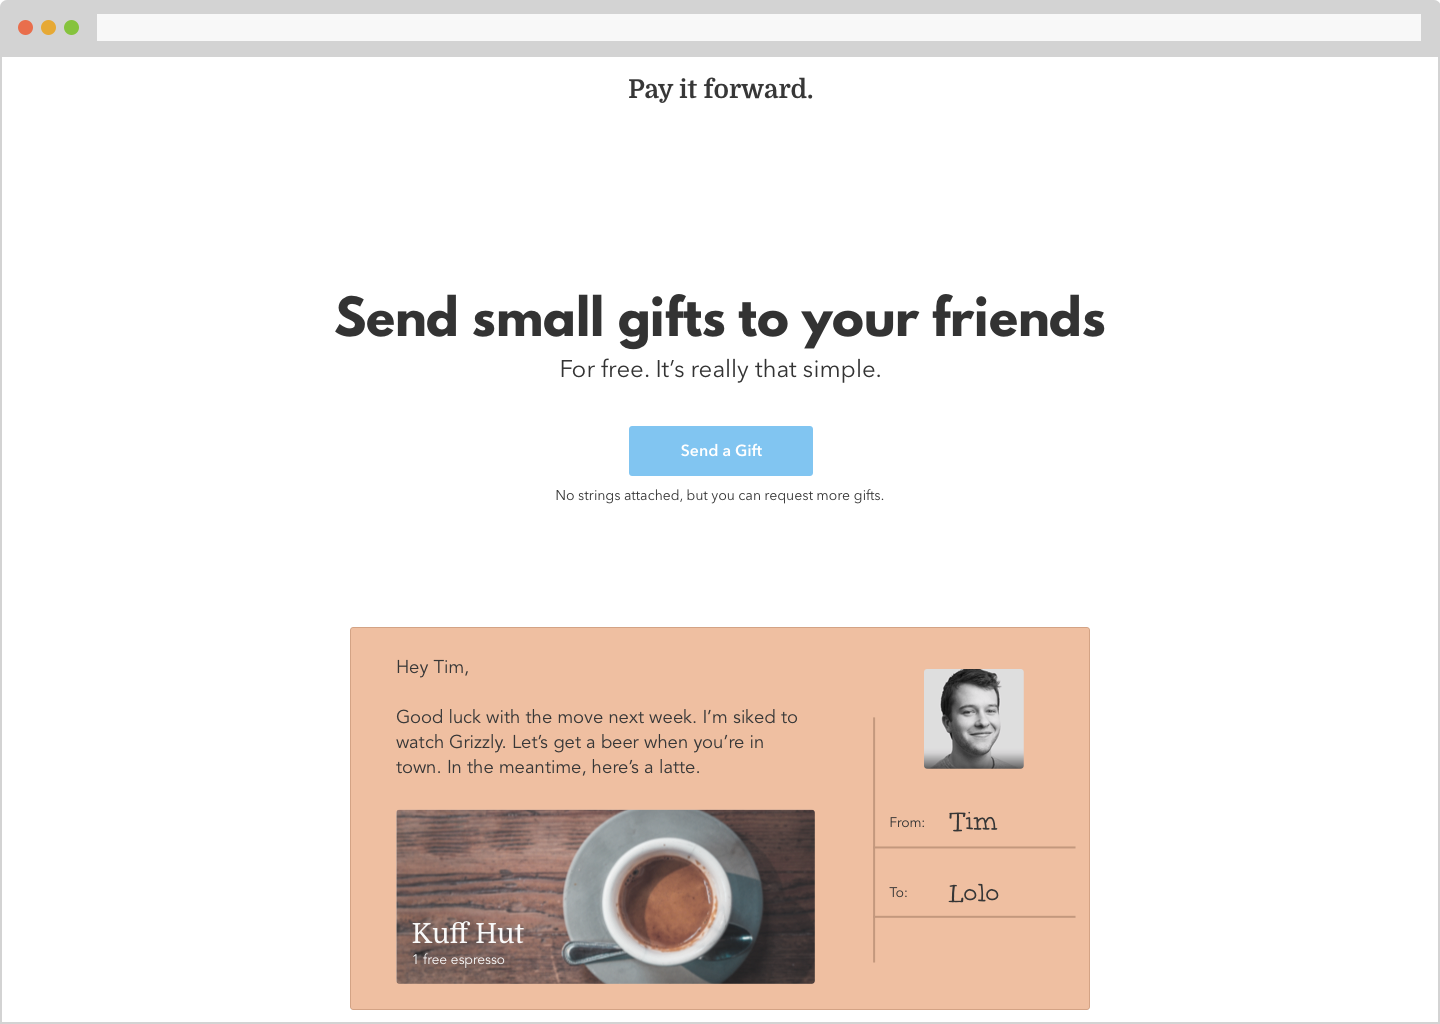 Pay it forward.
Send small gifts to your friends
For free. It’s really that simple.
Send a Gift
No strings attached, but you can request more gifts.
Hey Tim,
Good luck with the move next week. I’m siked to
watch Grizzly. Let’s get a beer when you’re in
town. In the meantime, here’s a latte.
Kuff Hut
1 free espresso
From: Tim
To: Lolo